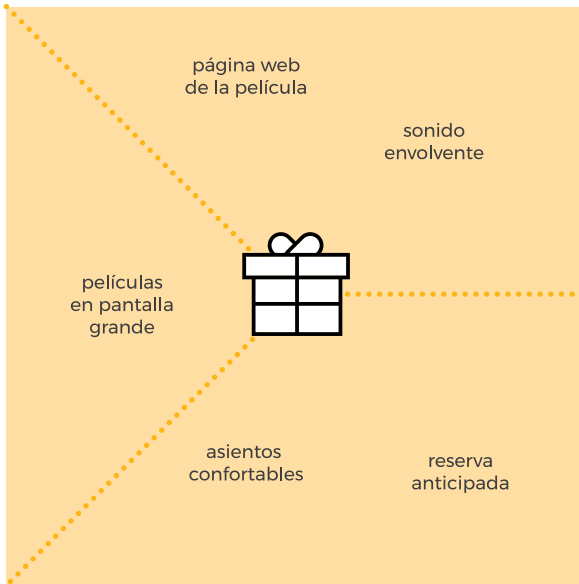 página web
de la película
sonido
envolvente
películas
en pantalla
grande
asientos
confortables
reserva
anticipada